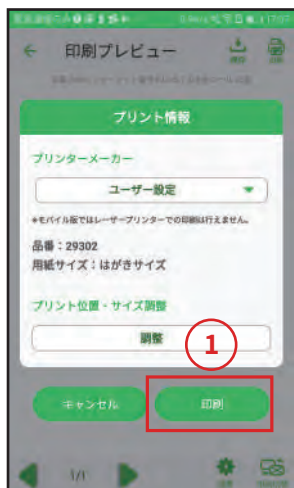 印刷プレビュー
プリント情報
プリンターメーカー
ユーザー設定
*モバイル版ではレーザープリンターでの印刷は行えません。
品番:29302
用紙サイズ:はがきサイズ
プリント位置・サイズ調整
調整
1
キャンセル
印刷
1/1